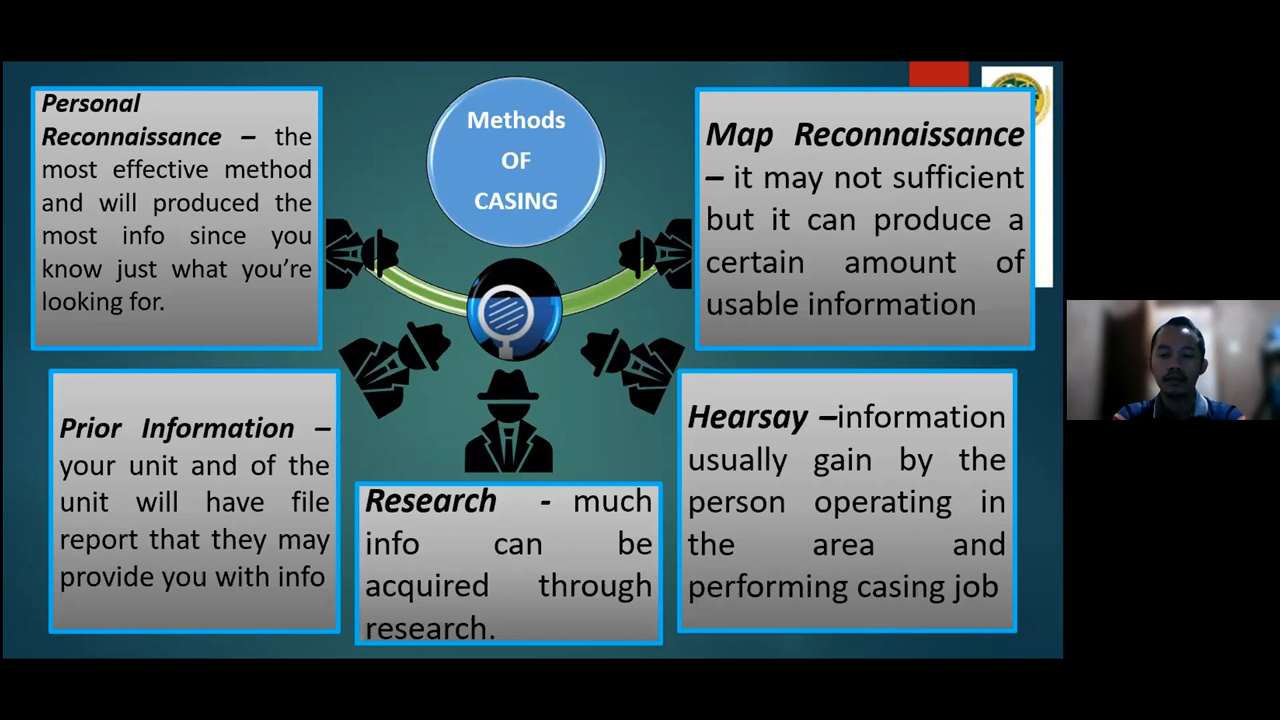 Methods
OF
CASING
Personal
Reconnaissance – the
most effective method
and will produced the
most info since you
know just what you're
looking for.
Map Reconnaissance
– it may not sufficient
but it can produce a
certain amount of
usable information
Prior Information –
your unit and of the
unit will have file
report that they may
provide you with info
Research - much
info can be
acquired through
research.
Hearsay –information
usually gain by the
person operating in
the area and
performing casing job